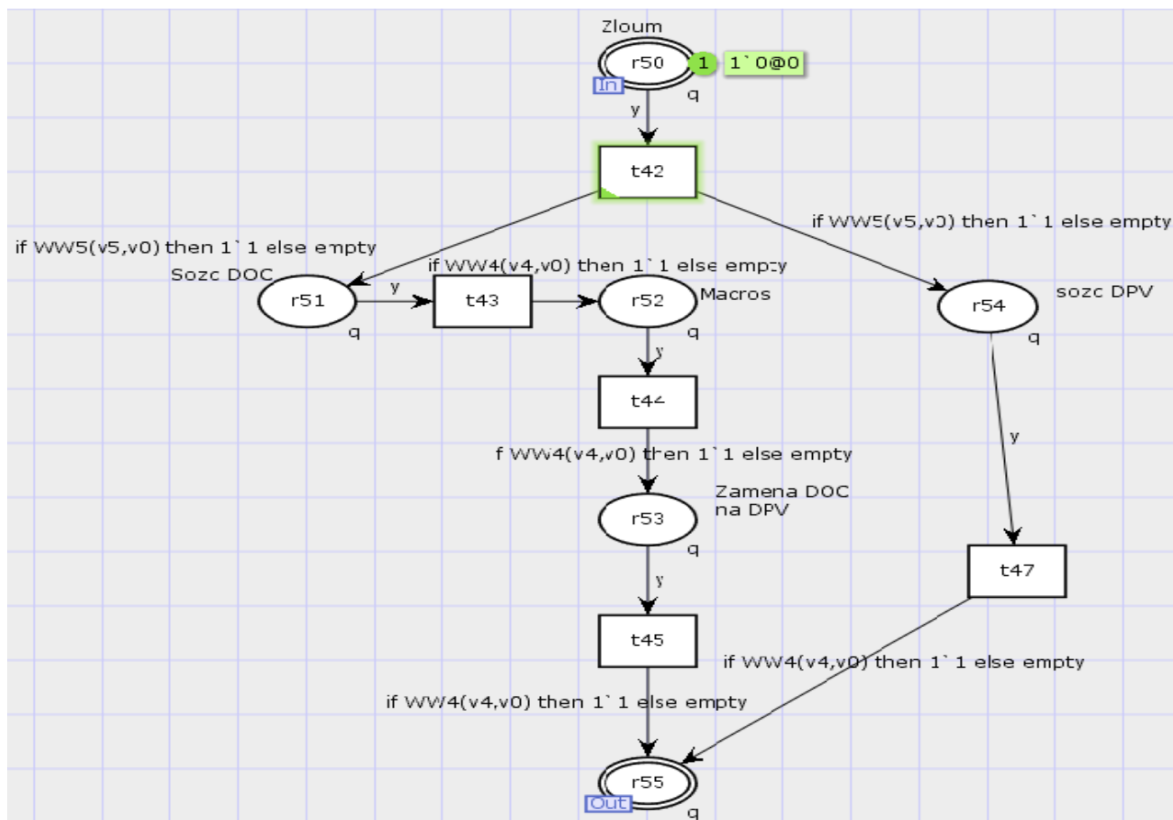 Zloum
r50
1
1`0@0
In
q
y
t42
if WW5(v5,v0) then 1`1 else empty
if WW5(v5,v0) then 1`1 else empty
Sozc DOC
if WW4(v4,v0) then 1`1 else empty
r51
y
t43
r52
Macros
r54
sozc DPV
q
q
q
y
t44
y
f WW4(v4,v0) then 1`1 else empty
Zamena DOC
na DPV
r53
q
y
t47
t45
if WW4(v4,v0) then 1`1 else empty
if WW4(v4,v0) then 1`1 else empty
r55
Out
q